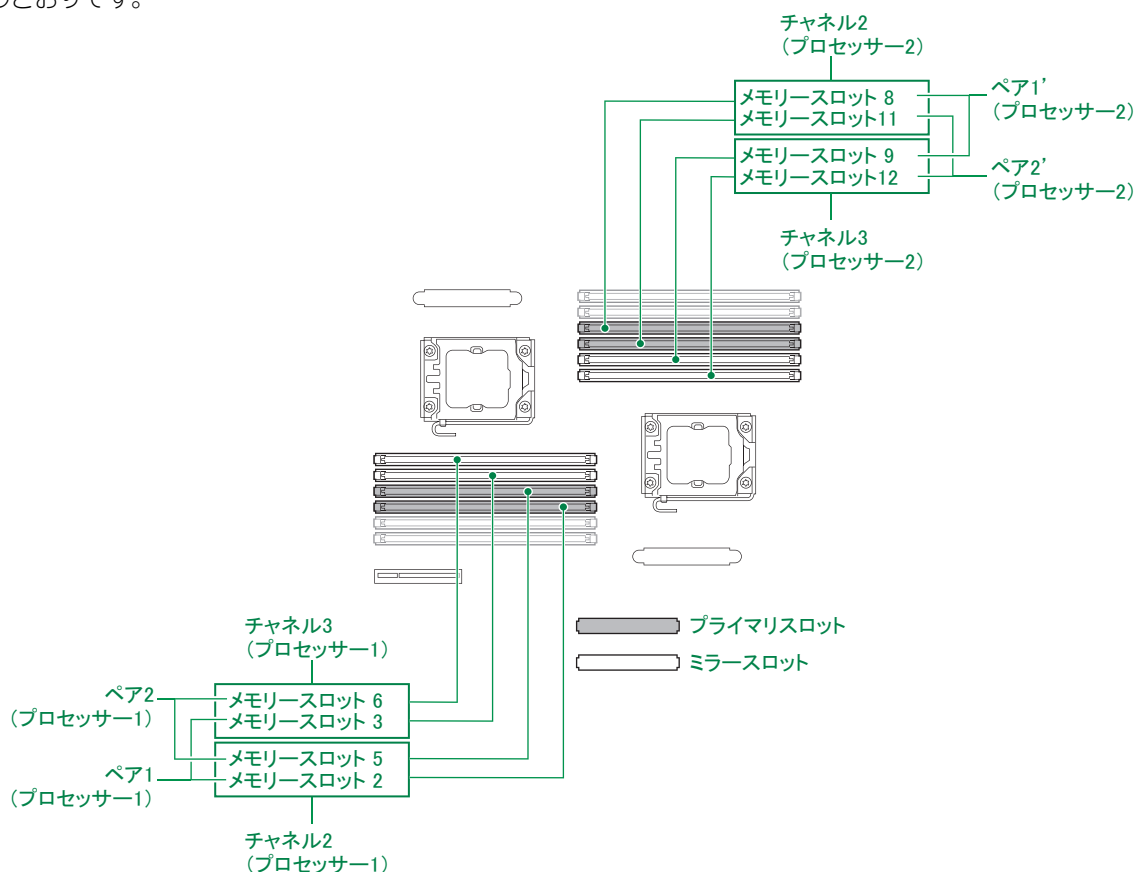 のとおりです。
チャネル2
（プロセッサー2）
メモリースロット 8
メモリースロット11
ペア1'
（プロセッサー2）
メモリースロット 9
メモリースロット12
ペア2'
（プロセッサー2）
チャネル3
（プロセッサー2）
プライマリスロット
ミラースロット
チャネル3
（プロセッサー1）
ペア2
（プロセッサー1）
メモリースロット 6
メモリースロット 3
ペア1
（プロセッサー1）
メモリースロット 5
メモリースロット 2
チャネル2
（プロセッサー1）